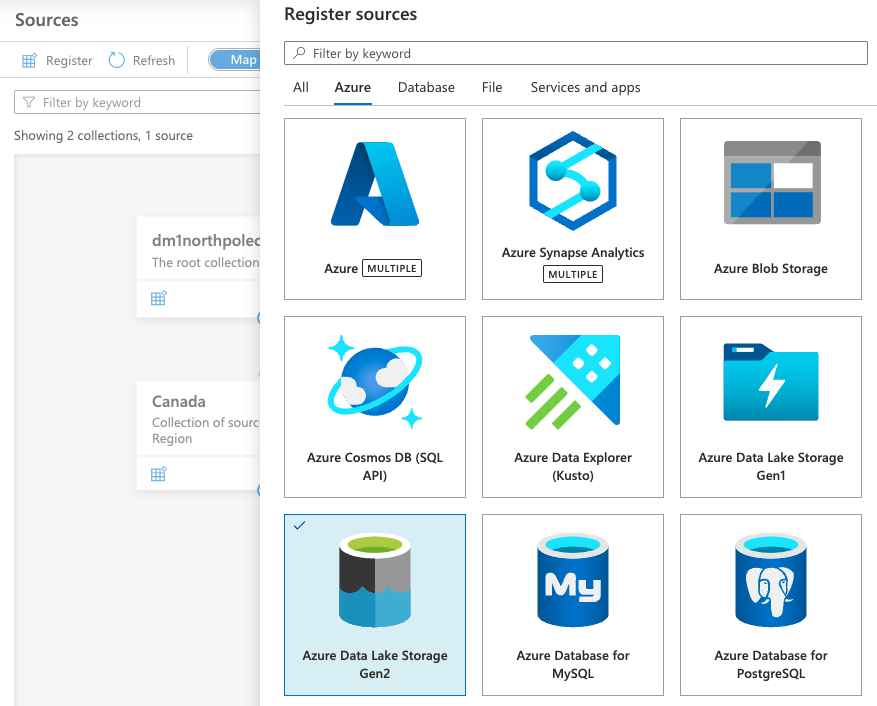 Sources
Register
Refresh
Map
Filter by keyword
Showing 2 collections, 1 source
The root collection
Canada
Collection of
Region
Register sources
Filter by keyword
All
Azure
Database
File
Services and apps
Azure MULTIPLE
Azure Synapse Analytics
MULTIPLE
Azure Blob Storage
Azure Cosmos DB (SQL
API)
Azure Data Explorer
(Kusto)
Azure Data Lake Storage
Gen1
Azure Data Lake Storage
Gen2
My
Azure Database for
MySQL
Azure Database for
PostgreSQL